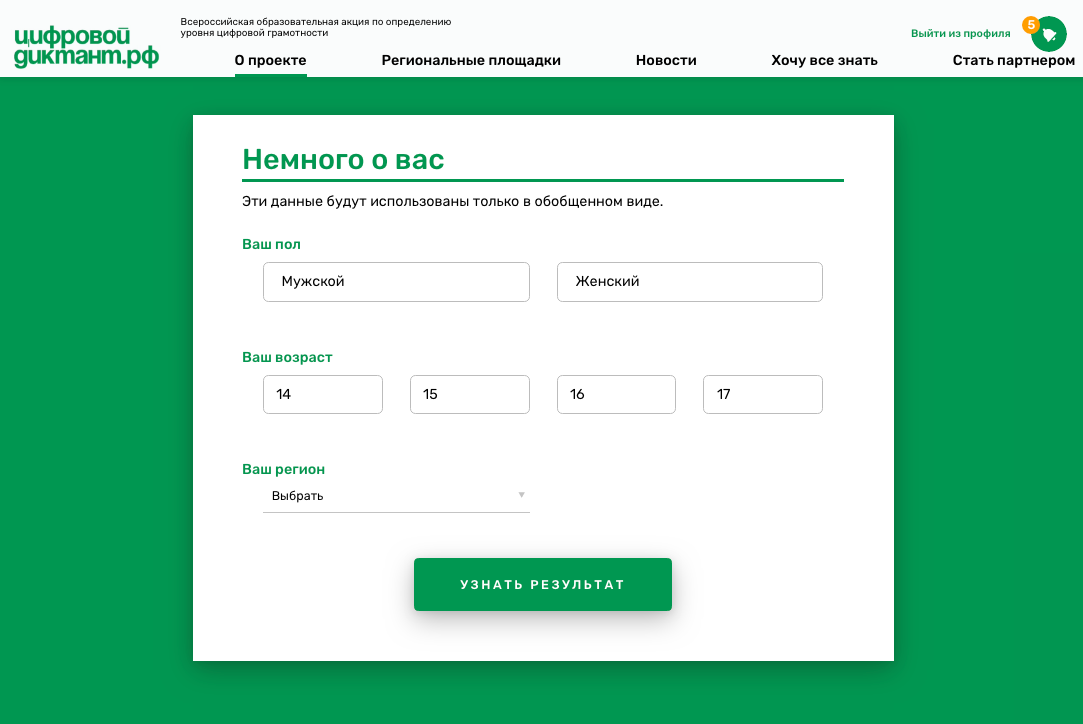 цифровой
диктант.рф
Всероссийская образовательная акция по определению
уровня цифровой грамотности
Выйти из профиля
5
О проекте
Региональные площадки
Новости
Хочу все знать
Стать партнером
Немного о вас
Эти данные будут использованы только в обобщенном виде.
Ваш пол
Мужской
Женский
Ваш возраст
14
15
16
17
Ваш регион
Выбрать
УЗНАТЬ РЕЗУЛЬТАТ